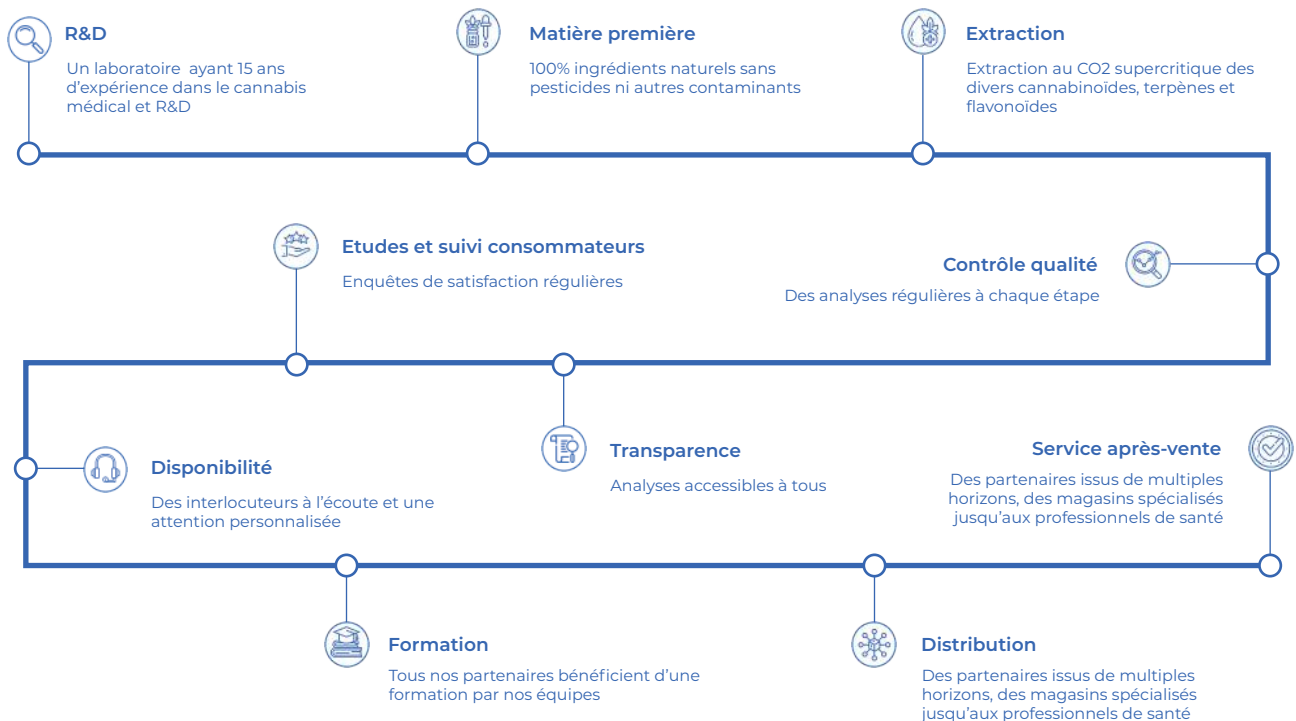 R&D
Un laboratoire ayant 15 ans
d'expérience dans le cannabis
médical et R&D
Matière première
100% ingrédients naturels sans
pesticides ni autres contaminants
Extraction
Extraction au CO2 supercritique des
divers cannabinoïdes, terpènes et
flavonoïdes
Contrôle qualité
Des analyses régulières à chaque étape
Etudes et suivi consommateurs
Enquêtes de satisfaction régulières
Transparence
Analyses accessibles à tous
Disponibilité
Des interlocuteurs à l'écoute et une
attention personnalisée
Formation
Tous nos partenaires bénéficient d'une
formation par nos équipes
Distribution
Des partenaires issus de multiples
horizons, des magasins spécialisés
jusqu'aux professionnels de santé
Service après-vente
Des partenaires issus de multiples
horizons, des magasins spécialisés
jusqu'aux professionnels de santé